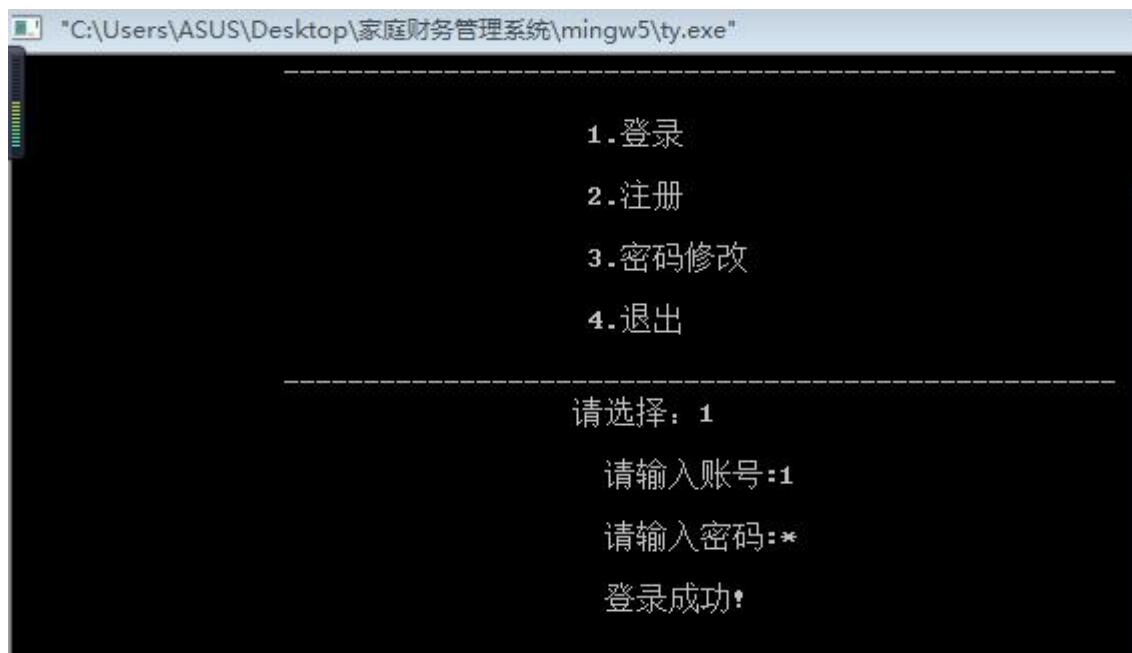 "C:\Users\ASUS\Desktop\家庭财务管理系统\mingw5\ty.exe"
1.登录
2.注册
3.密码修改
4.退出
请选择：1
请输入账号:1
请输入密码:*
登录成功!